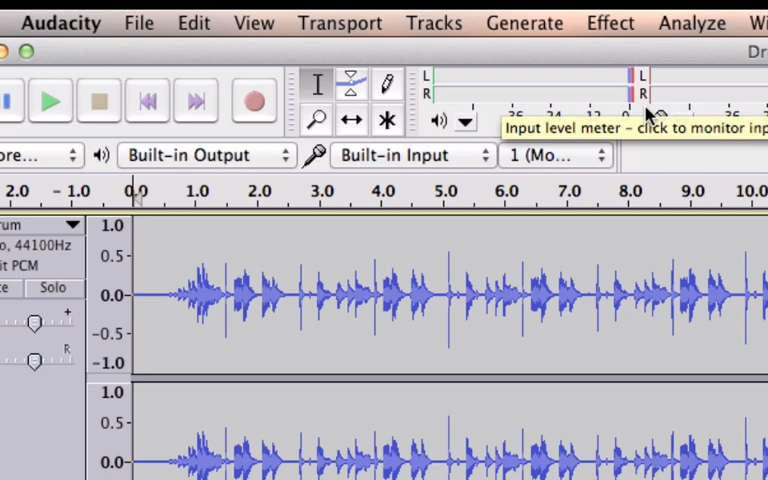 Audacity File Edit View Transport Tracks Generate Effect Analyze Wi
Dr
L L
R R
-36 -24 -12 0 -36
Input level meter - click to monitor inp
ore... Built-in Output Built-in Input 1 (Mo...
2.0 - 1.0 0.0 1.0 2.0 3.0 4.0 5.0 6.0 7.0 8.0 9.0 10.0
rum
o, 44100Hz
it PCM
te Solo
+
R
1.0
0.5-
0.0-
-0.5-
-1.0
1.0
0.5-
0.0-